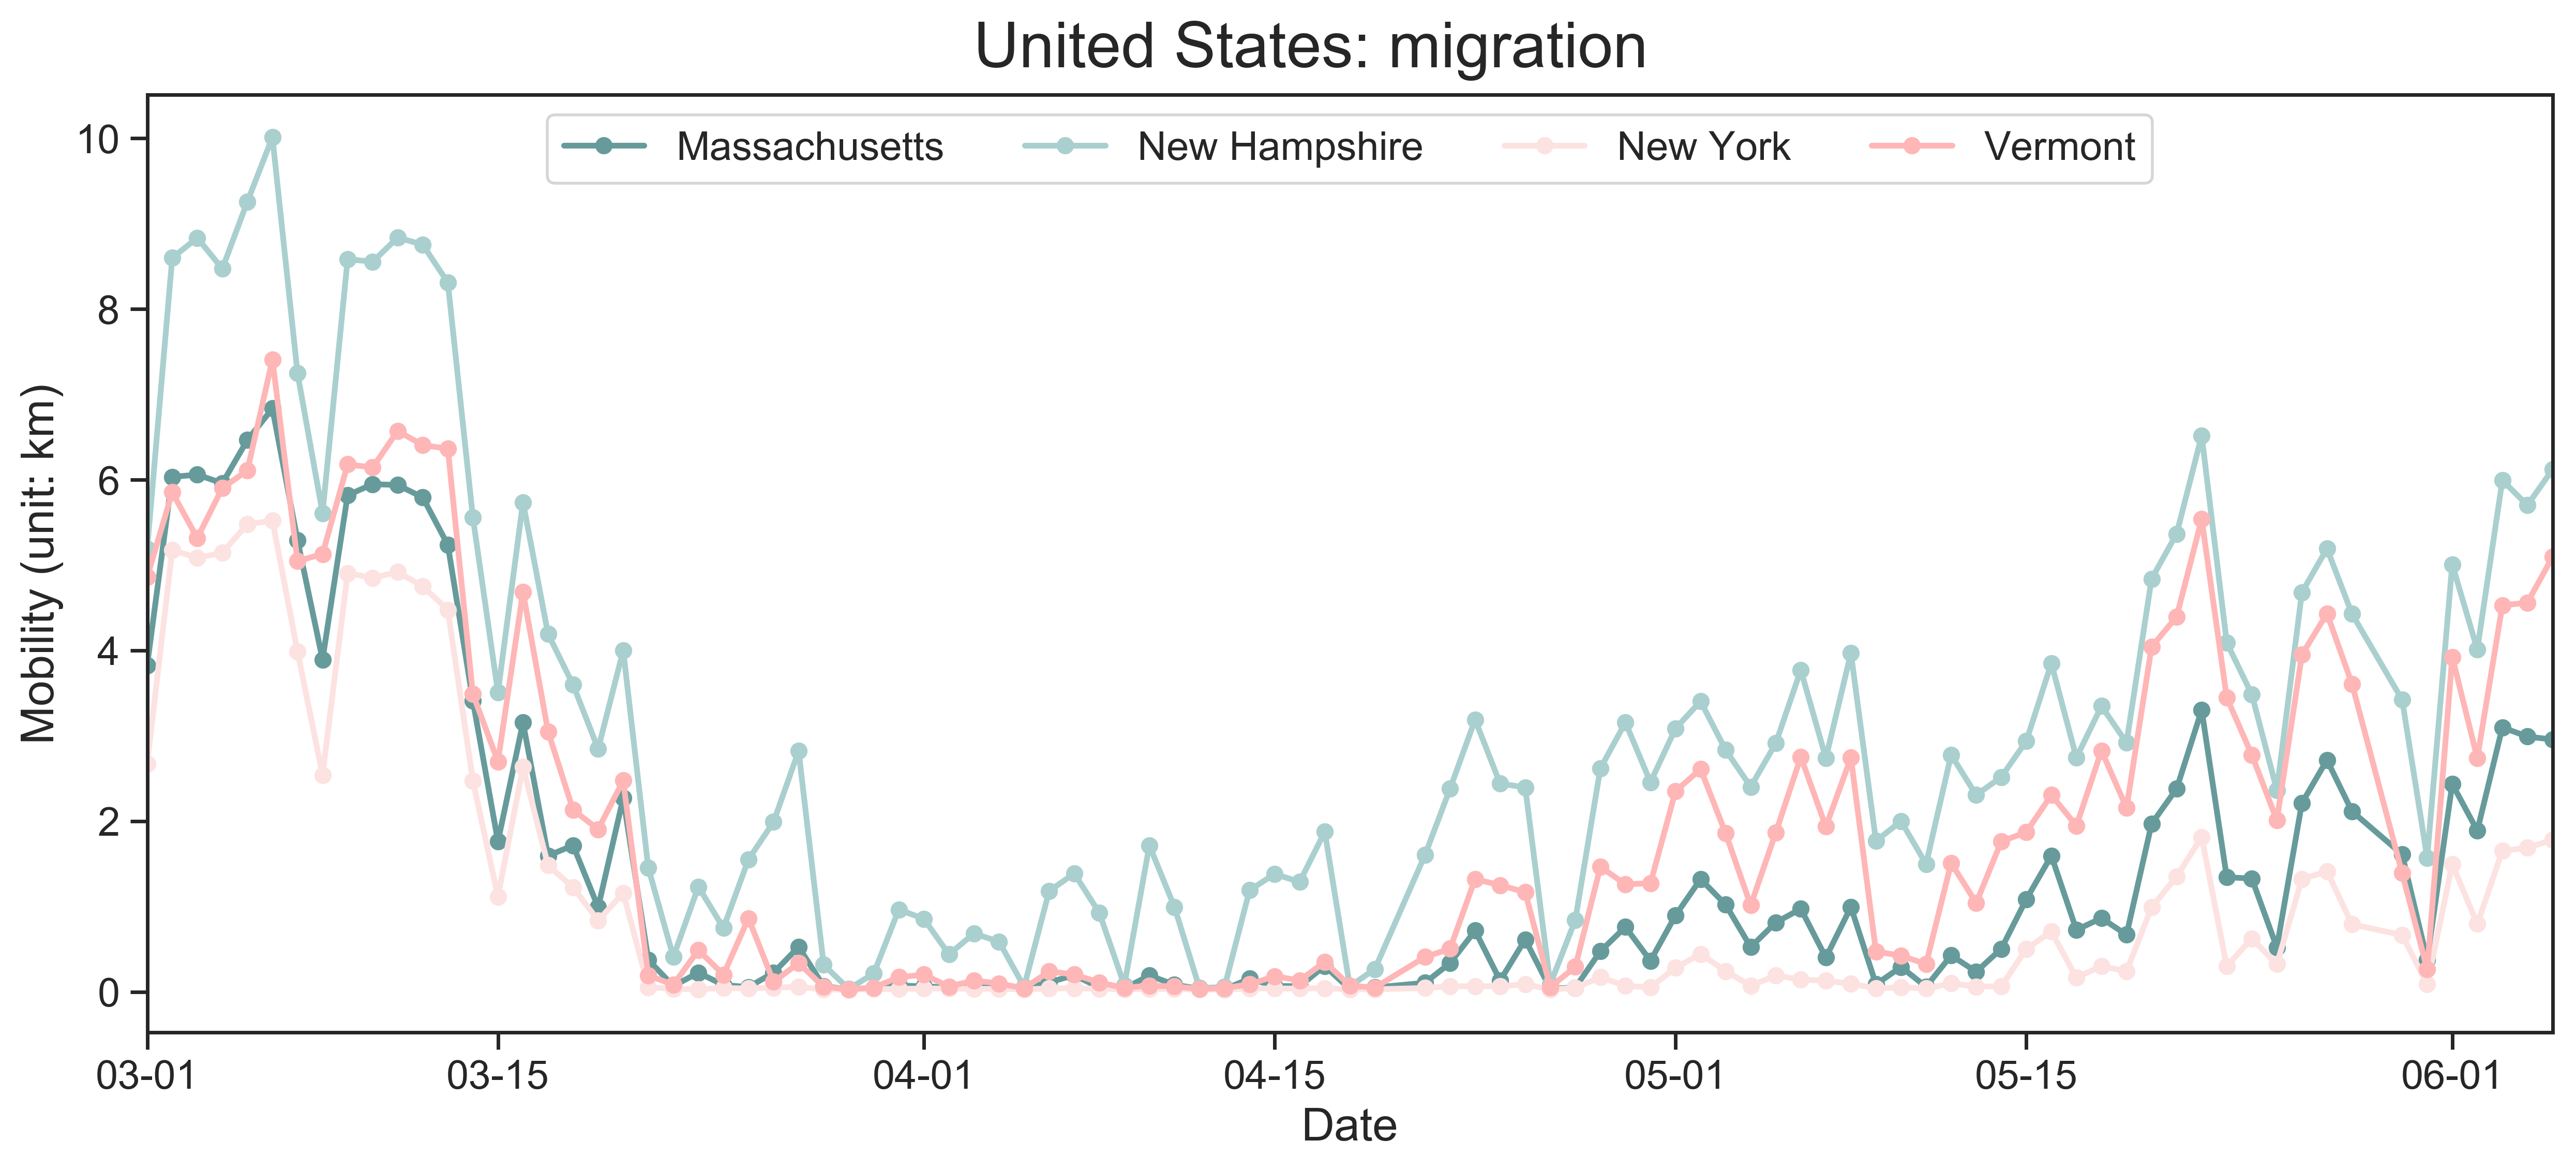 United States: migration
Massachusetts New Hampshire New York Vermont
Mobility (unit: km)
10
8
6
4
2
0
03-01 03-15 04-01 04-15 05-01 05-15 06-01
Date